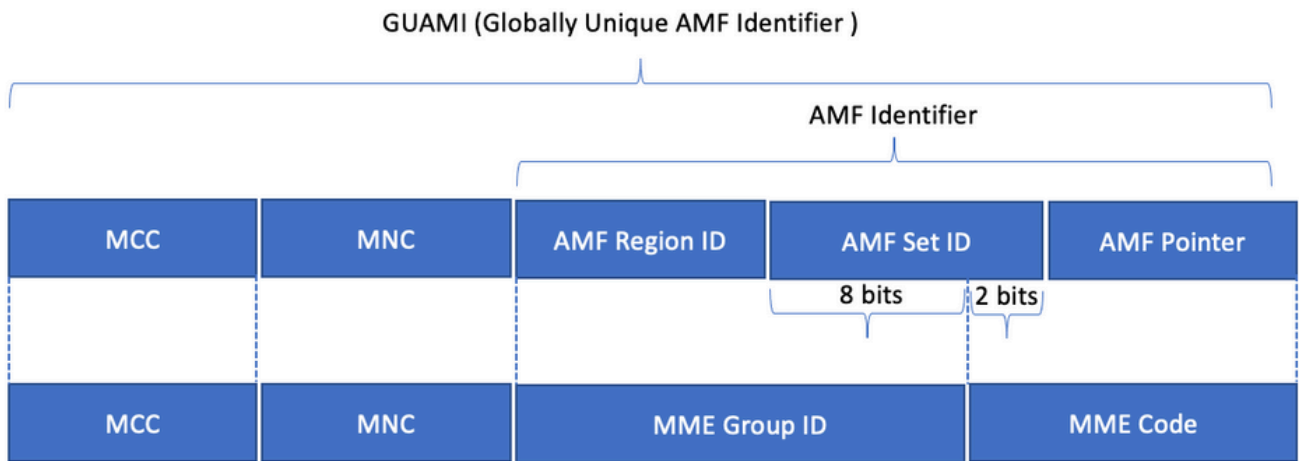 GUAMI (Globally Unique AMF Identifier )
AMF Identifier
MCC MNC AMF Region ID AMF Set ID AMF Pointer
8 bits 2 bits
MCC MNC MME Group ID MME Code